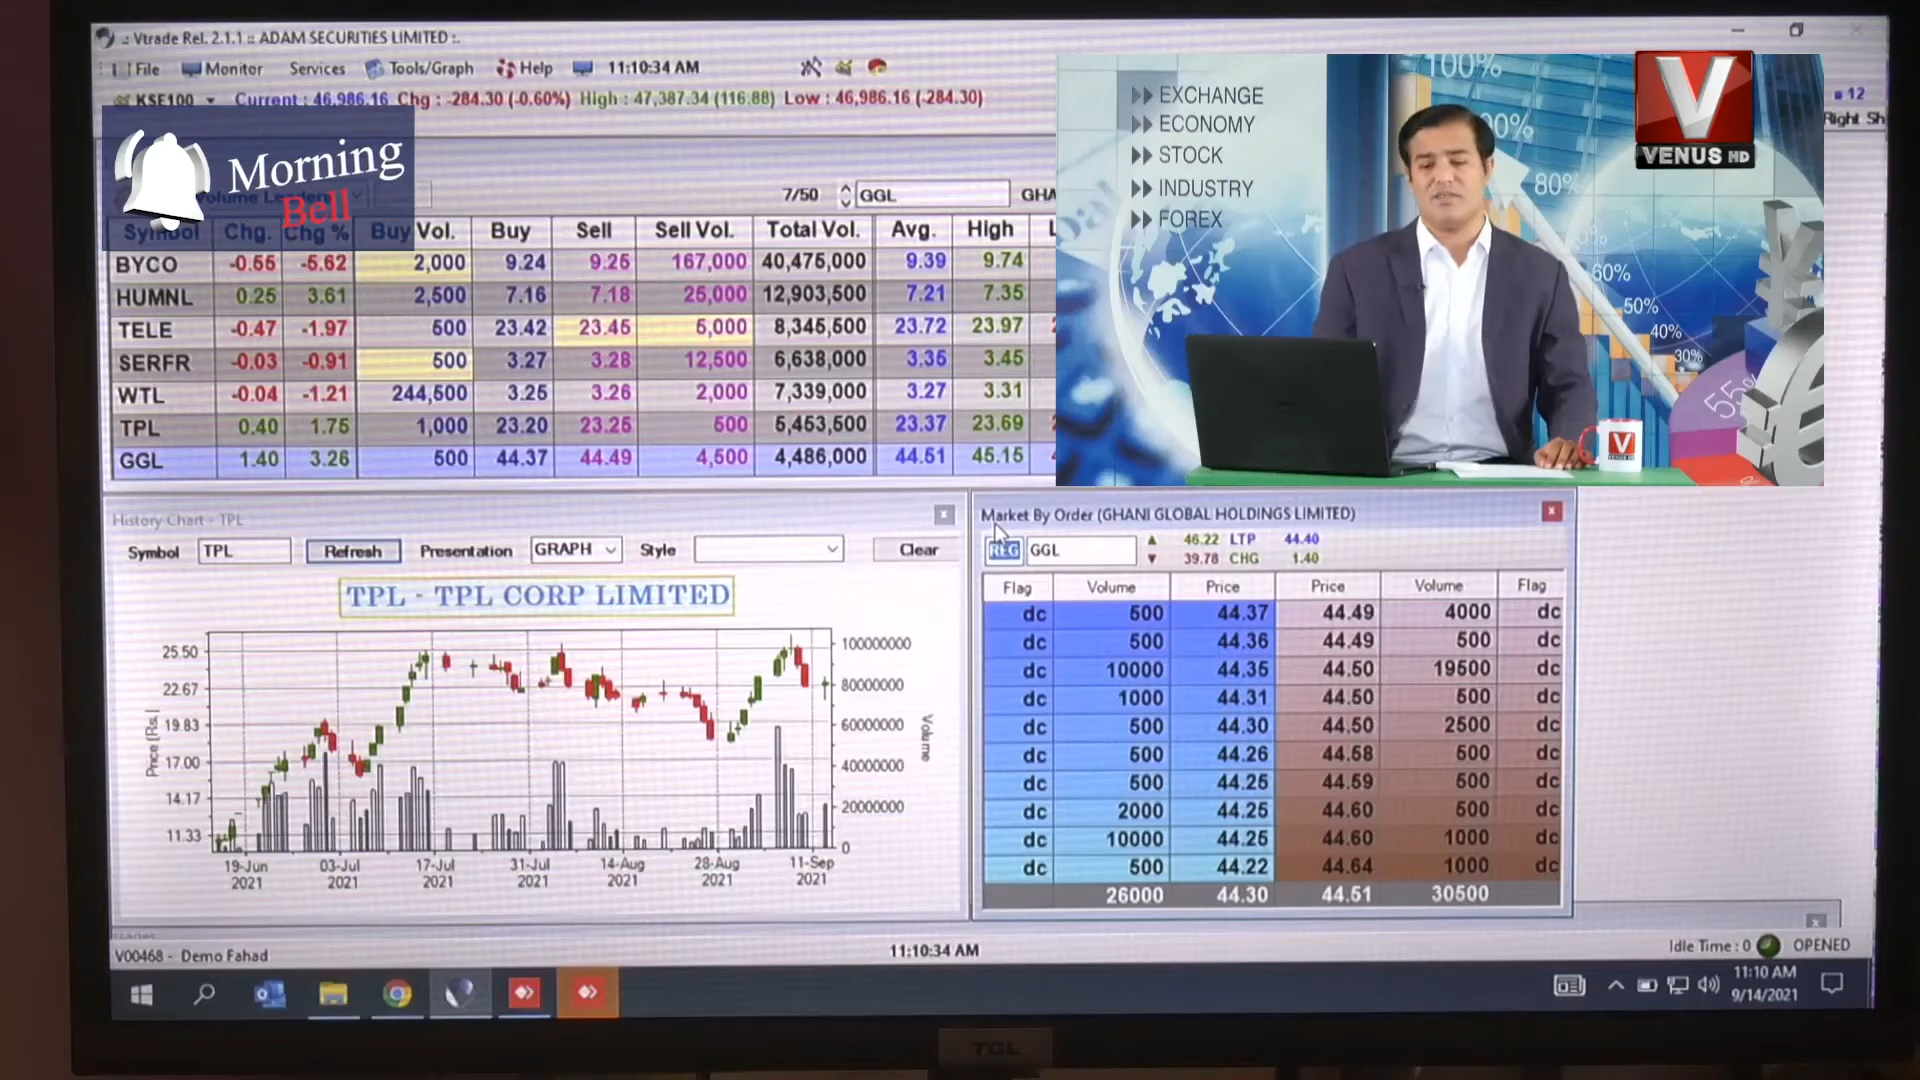 .: Vtrade Rel. 2.1.1 :: ADAM SECURITIES LIMITED :.
File Monitor Services Tools/Graph Help 11:10:34 AM
KSE100 Current : 46,986.16 Chg : -284.30 (-0.60%) High : 47,387.34 (116.88) Low : 46,986.16 (-284.30)
12
Right Sh
Morning
Bell
7/50 GGL GHA
Symbol Chg. Chg % Buy Vol. Buy Sell Sell Vol. Total Vol. Avg. High L
BYCO -0.55 -5.62 2,000 9.24 9.25 167,000 40,475,000 9.39 9.74
HUMNL 0.25 3.61 2,500 7.16 7.18 25,000 12,903,500 7.21 7.35
TELE -0.47 -1.97 500 23.42 23.45 5,000 8,345,500 23.72 23.97
SERFR -0.03 -0.91 500 3.27 3.28 12,500 6,638,000 3.35 3.45
WTL -0.04 -1.21 244,500 3.25 3.26 2,000 7,339,000 3.27 3.31
TPL 0.40 1.75 1,000 23.20 23.25 500 5,453,500 23.37 23.69
GGL 1.40 3.26 500 44.37 44.49 4,500 4,486,000 44.51 45.15
EXCHANGE
ECONOMY
STOCK
INDUSTRY
FOREX
100%
80%
60%
50%
40%
30%
55%
V
VENUS HD
History Chart - TPL
Symbol TPL Refresh Presentation GRAPH Style Clear
TPL - TPL CORP LIMITED
Price (Rs.)
25.50
22.67
19.83
17.00
14.17
11.33
100000000
80000000
60000000
40000000
20000000
0
Volume
19-Jun 03-Jul 17-Jul 31-Jul 14-Aug 28-Aug 11-Sep
2021 2021 2021 2021 2021 2021 2021
Market By Order (GHANI GLOBAL HOLDINGS LIMITED)
REG GGL 46.22 LTP 44.40
39.78 CHG 1.40
Flag Volume Price Price Volume Flag
dc 500 44.37 44.49 4000 dc
dc 500 44.36 44.49 500 dc
dc 10000 44.35 44.50 19500 dc
dc 1000 44.31 44.50 500 dc
dc 500 44.30 44.50 2500 dc
dc 500 44.26 44.58 500 dc
dc 500 44.25 44.59 500 dc
dc 2000 44.25 44.60 500 dc
dc 10000 44.25 44.60 1000 dc
dc 500 44.22 44.64 1000 dc
26000 44.30 44.51 30500
V00468 - Demo Fahad 11:10:34 AM Idle Time : 0 OPENED
11:10 AM
9/14/2021
TCL